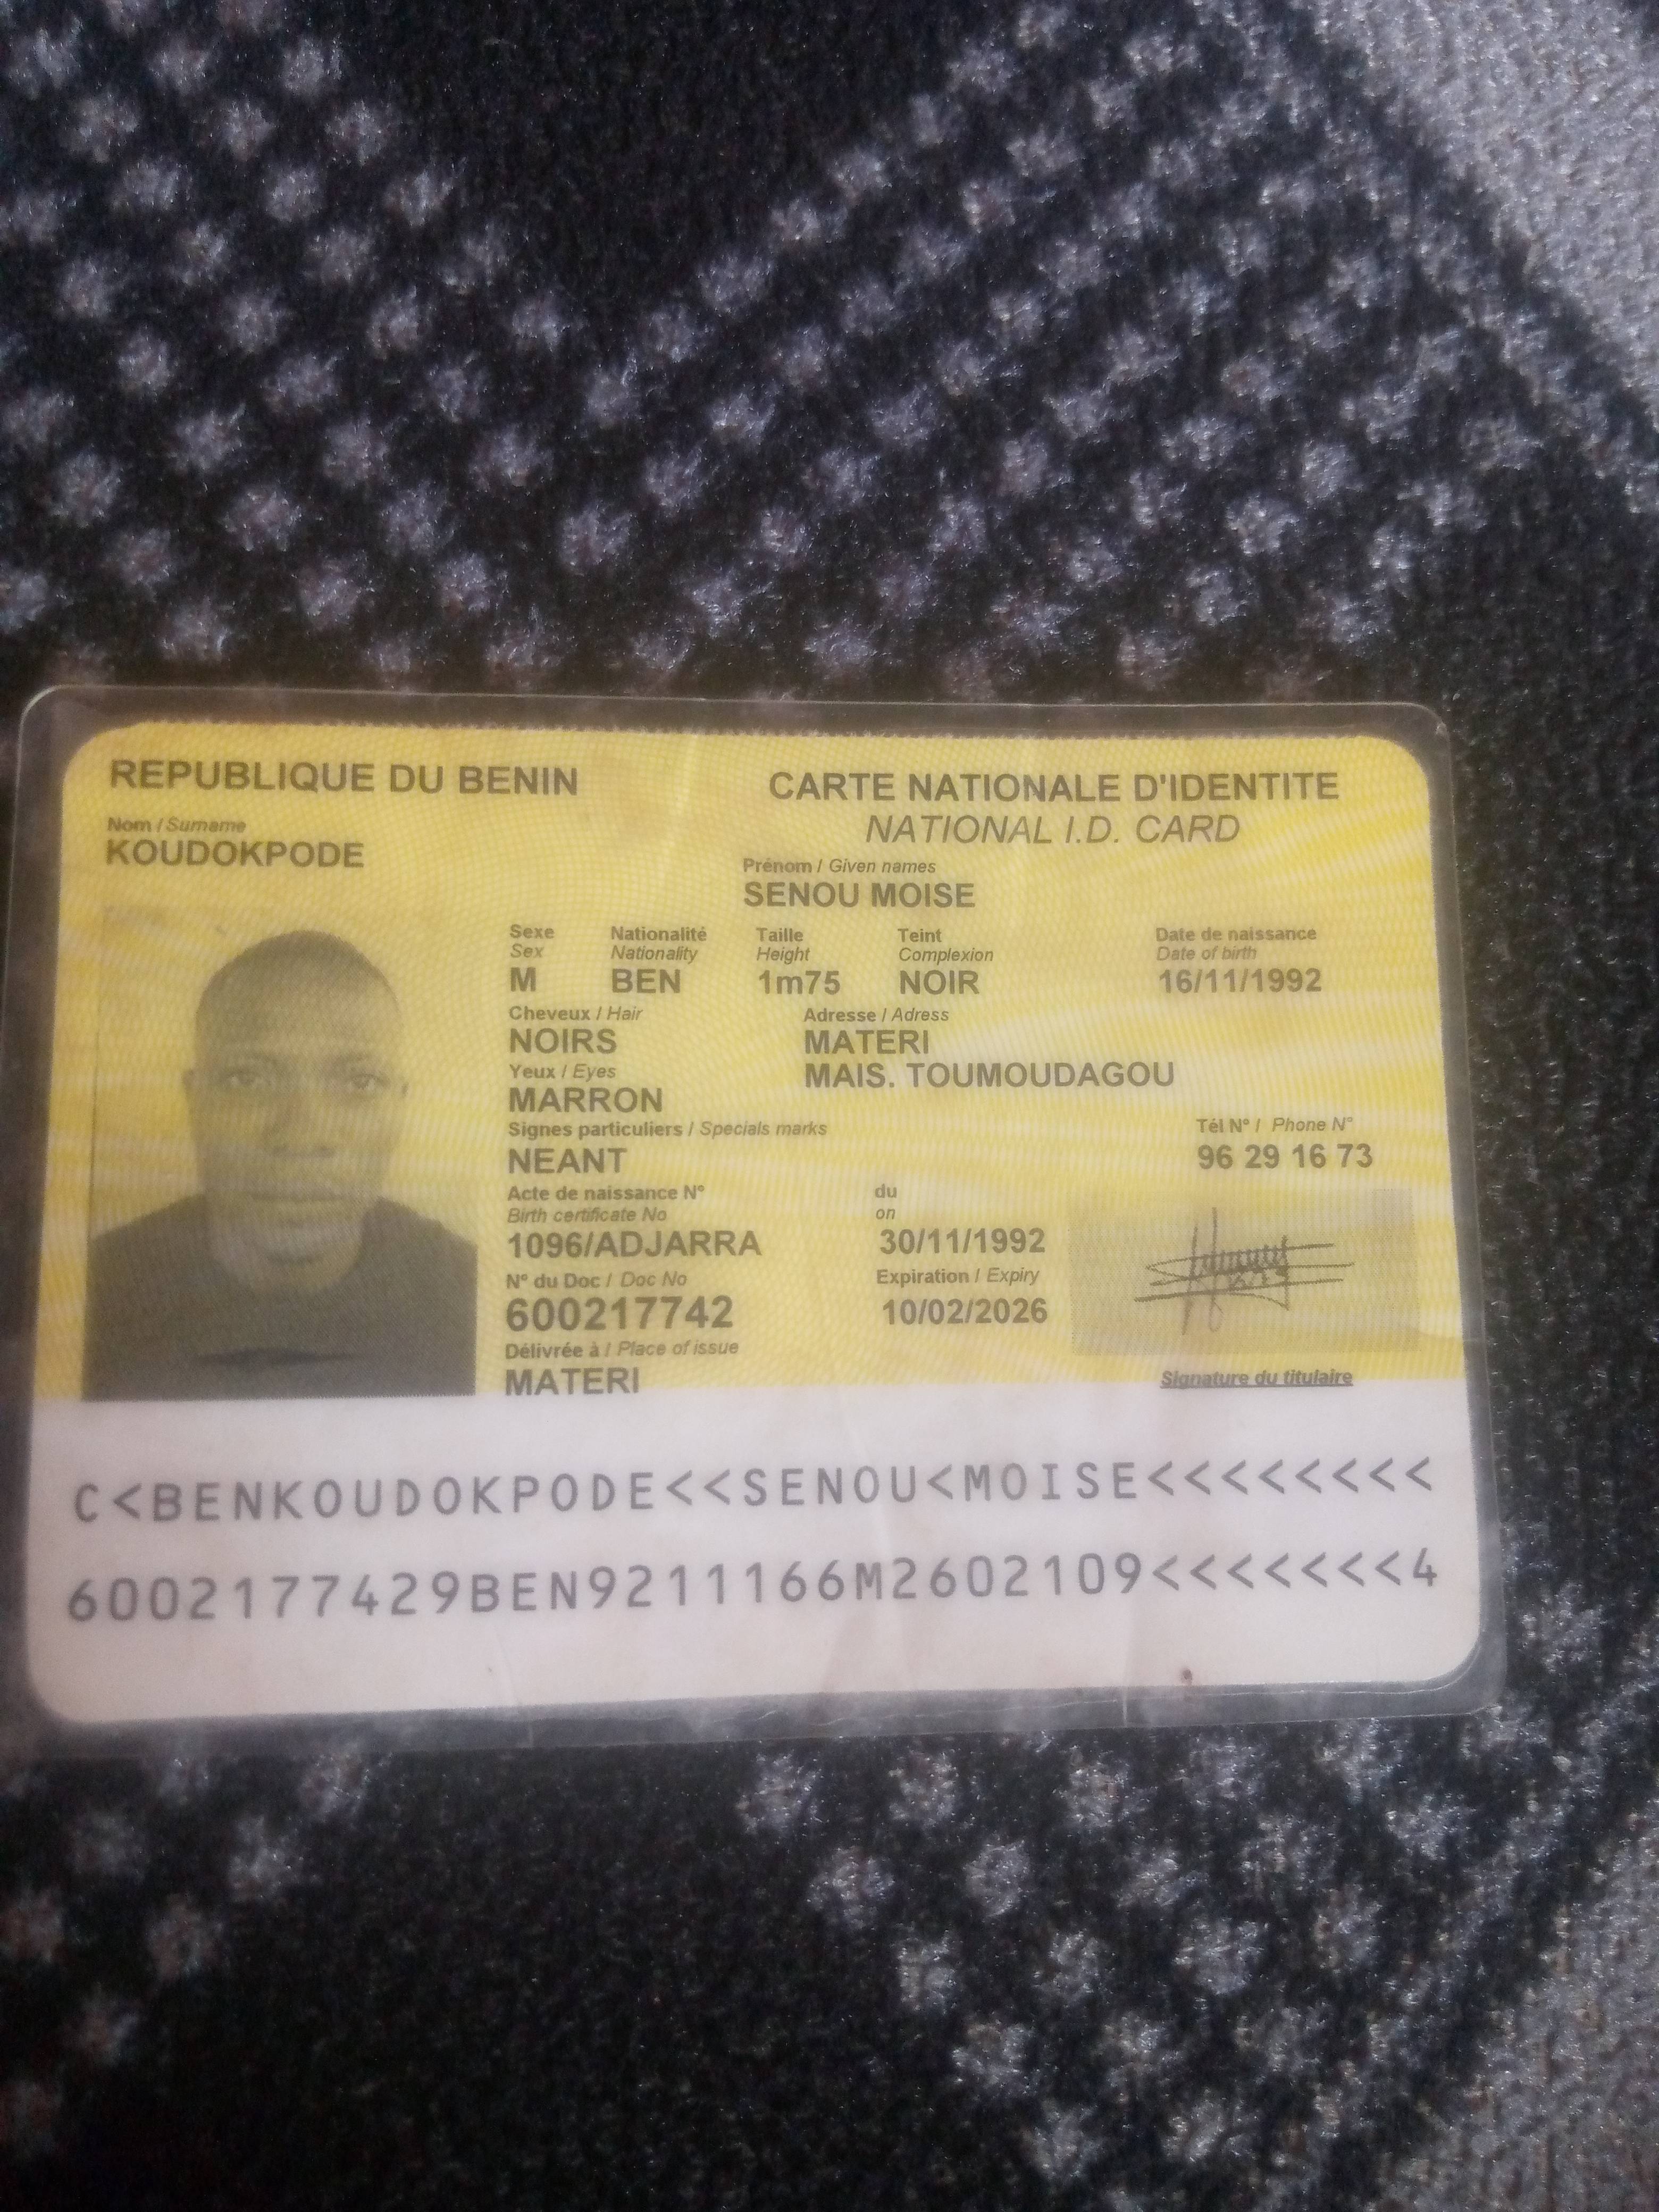 REPUBLIQUE DU BENIN
CARTE NATIONALE D'IDENTITE
NATIONAL I.D. CARD
Nom / Surname
KOUDOKPODE
Prénom / Given names
SENOU MOISE
Sexe Nationalité Taille Teint Date de naissance
Sex Nationality Height Complexion Date of birth
M BEN 1m75 NOIR 16/11/1992
Cheveux / Hair Adresse / Adress
NOIRS MATERI
Yeux / Eyes MAIS. TOUMOUDAGOU
MARRON
Signes particuliers / Specials marks Tél N° / Phone N°
NEANT 96 29 16 73
Acte de naissance N° du
Birth certificate No on
1096/ADJARRA 30/11/1992
N° du Doc / Doc No Expiration / Expiry
600217742 10/02/2026
Délivrée à / Place of issue
MATERI Signature du titulaire
C<BENKOUDOKPODE<<SENOU<MOISE<<<<<<<<
6002177429BEN9211166M2602109<<<<<<<4